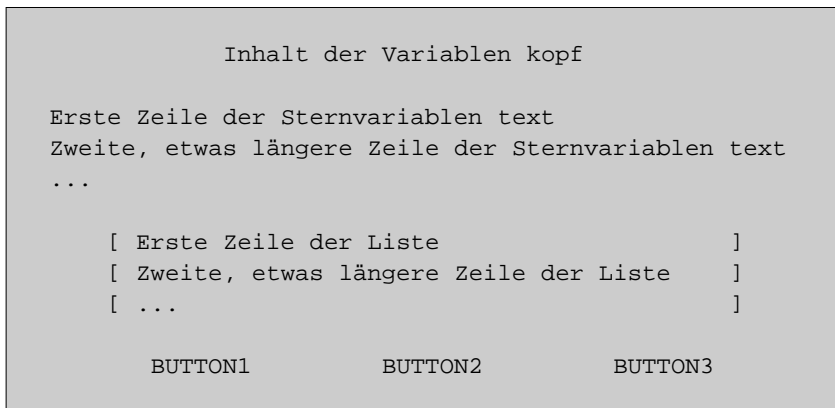 Inhalt der Variablen kopf
Erste Zeile der Sternvariablen text
Zweite, etwas längere Zeile der Sternvariablen text
...
[ Erste Zeile der Liste ]
[ Zweite, etwas längere Zeile der Liste ]
[ ... ]
BUTTON1 BUTTON2 BUTTON3